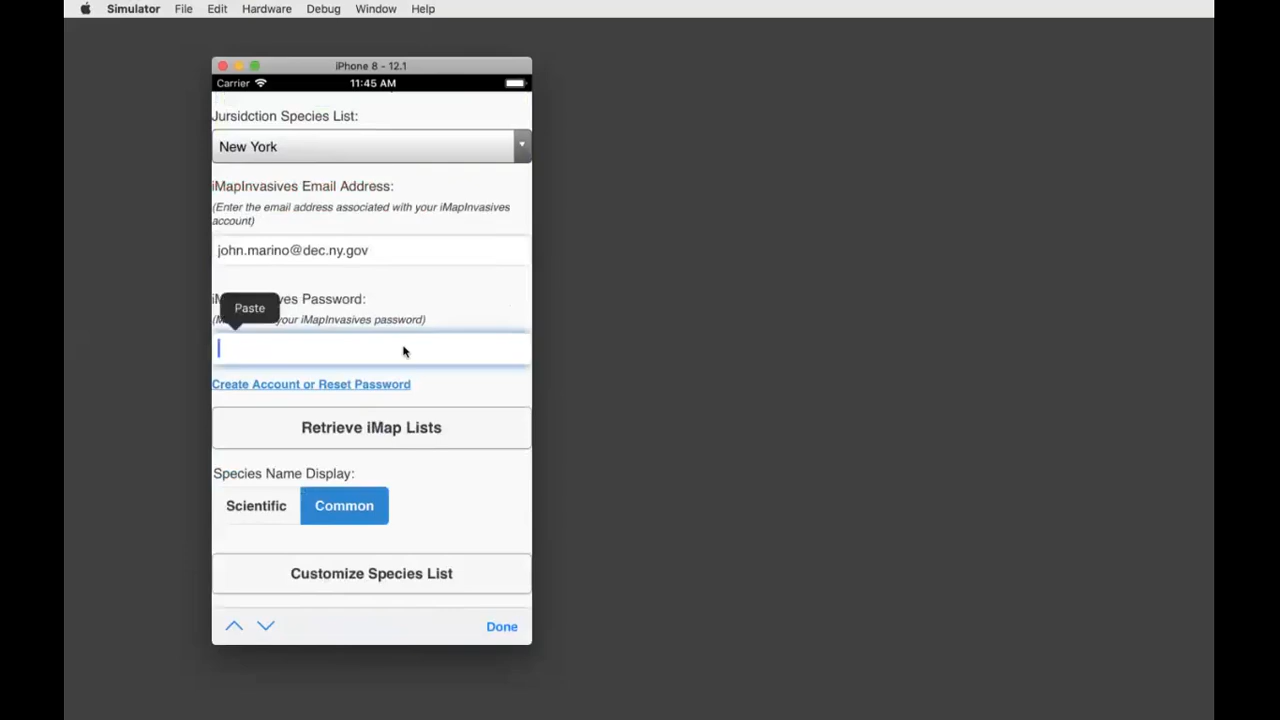 Simulator File Edit Hardware Debug Window Help
iPhone 8 - 12.1
Carrier 11:45 AM
Jursidction Species List:
New York
iMapInvasives Email Address:
(Enter the email address associated with your iMapInvasives
account)
john.marino@dec.ny.gov
Password:
Paste
your iMapInvasives password)
Create Account or Reset Password
Retrieve iMap Lists
Species Name Display:
Scientific Common
Customize Species List
Done